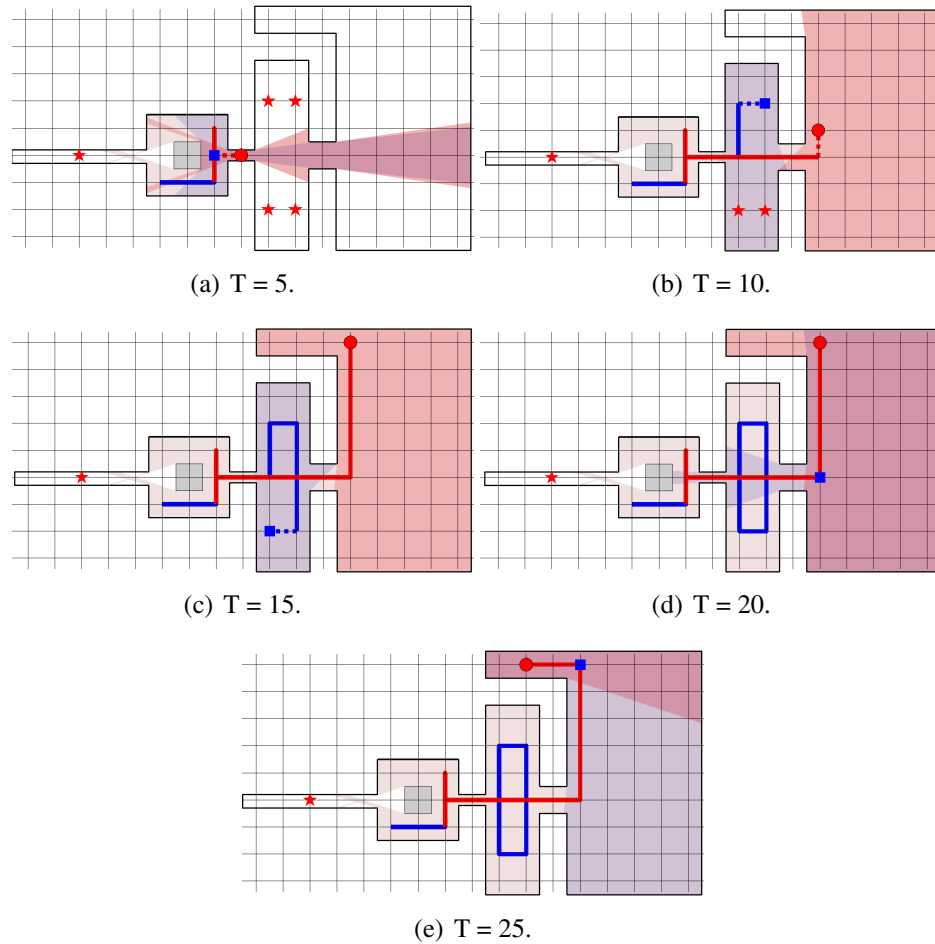 (a) T = 5.
(b) T = 10.
(c) T = 15.
(d) T = 20.
(e) T = 25.